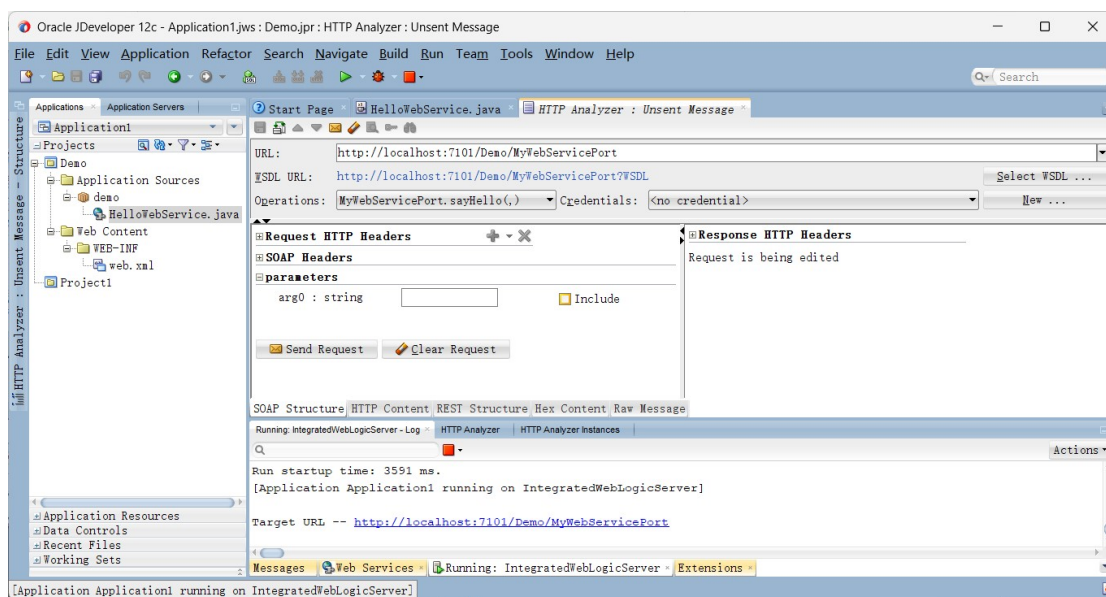 Oracle JDeveloper 12c - Application1.jws : Demo.jpr : HTTP Analyzer : Unsent Message
File Edit View Application Refactor Search Navigate Build Run Team Tools Window Help
Search
Applications Application Servers
Application1
Projects
Demo
Application Sources
demo
HelloWebService.java
Web Content
WEB-INF
web.xml
Project1
Application Resources
Data Controls
Recent Files
Working Sets
Structure
HTTP Analyzer : Unsent Message -
Start Page HelloWebService.java HTTP Analyzer : Unsent Message
URL: http://localhost:7101/Demo/MyWebServicePort
WSDL URL: http://localhost:7101/Demo/MyWebServicePort?WSDL Select WSDL ...
Operations: MyWebServicePort.sayHello(,) Credentials: <no credential> New ...
Request HTTP Headers
SOAP Headers
parameters
arg0 : string Include
Send Request Clear Request
Response HTTP Headers
Request is being edited
SOAP Structure HTTP Content REST Structure Hex Content Raw Message
Running: IntegratedWebLogicServer - Log HTTP Analyzer HTTP Analyzer Instances
Actions
Run startup time: 3591 ms.
[Application Application1 running on IntegratedWebLogicServer]
Target URL -- http://localhost:7101/Demo/MyWebServicePort
Messages Web Services Running: IntegratedWebLogicServer Extensions
[Application Application1 running on IntegratedWebLogicServer]